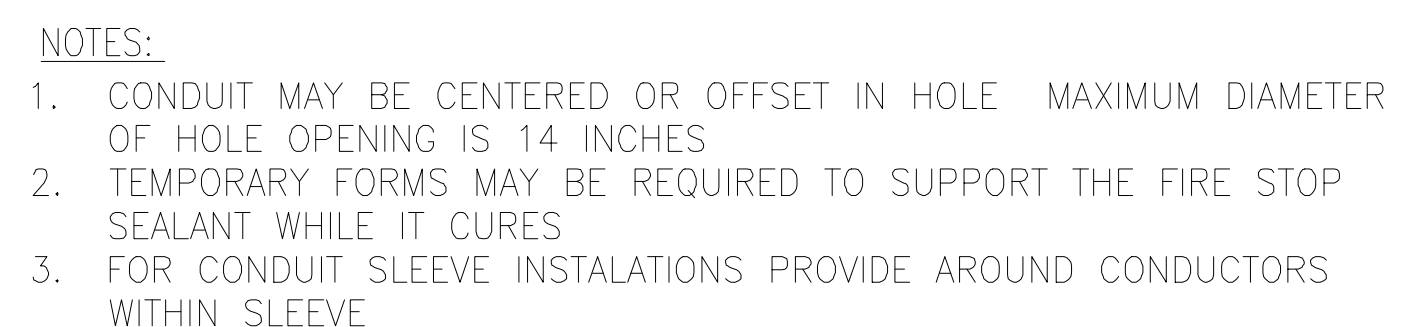 NOTES:
1. CONDUIT MAY BE CENTERED OR OFFSET IN HOLE MAXIMUM DIAMETER
OF HOLE OPENING IS 14 INCHES
2. TEMPORARY FORMS MAY BE REQUIRED TO SUPPORT THE FIRE STOP
SEALANT WHILE IT CURES
3. FOR CONDUIT SLEEVE INSTALATIONS PROVIDE AROUND CONDUCTORS
WITHIN SLEEVE